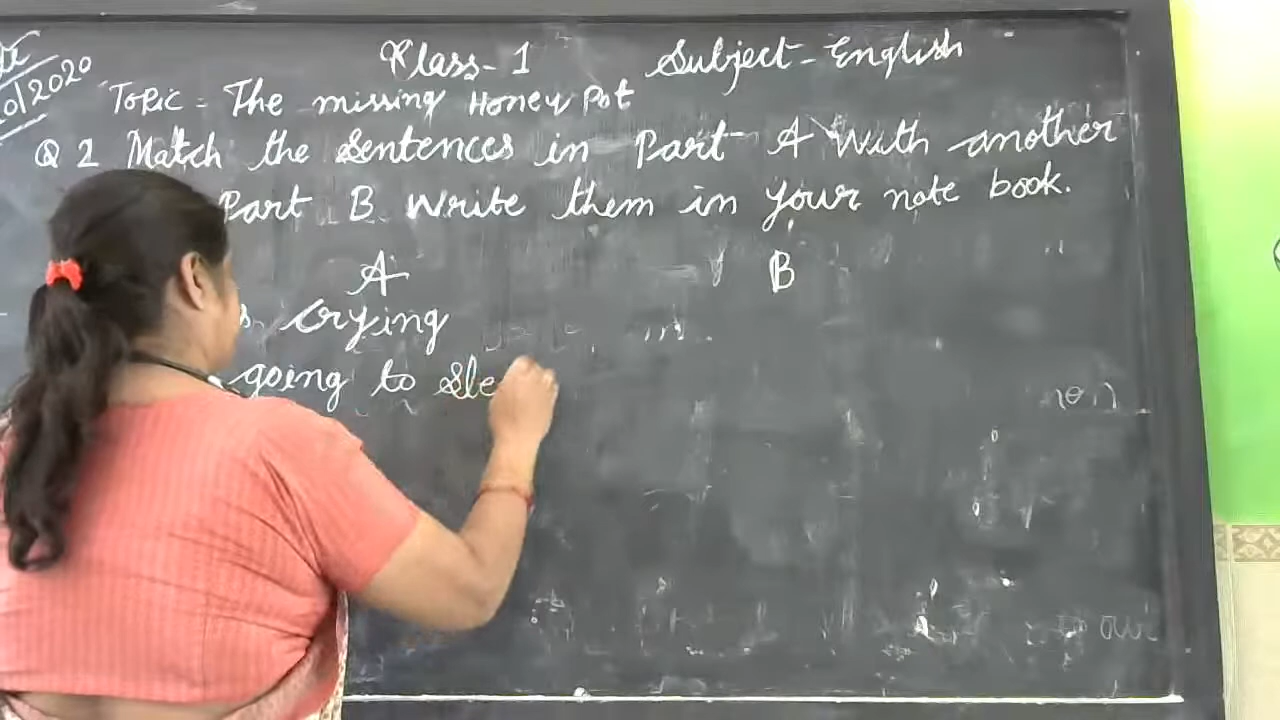 Class - 1 Subject - English
2020
Topic = The missing Honey Pot
Q 2 Match the Sentences in Part A With another
Part B Write them in your note book.
A B
crying
going to Sle